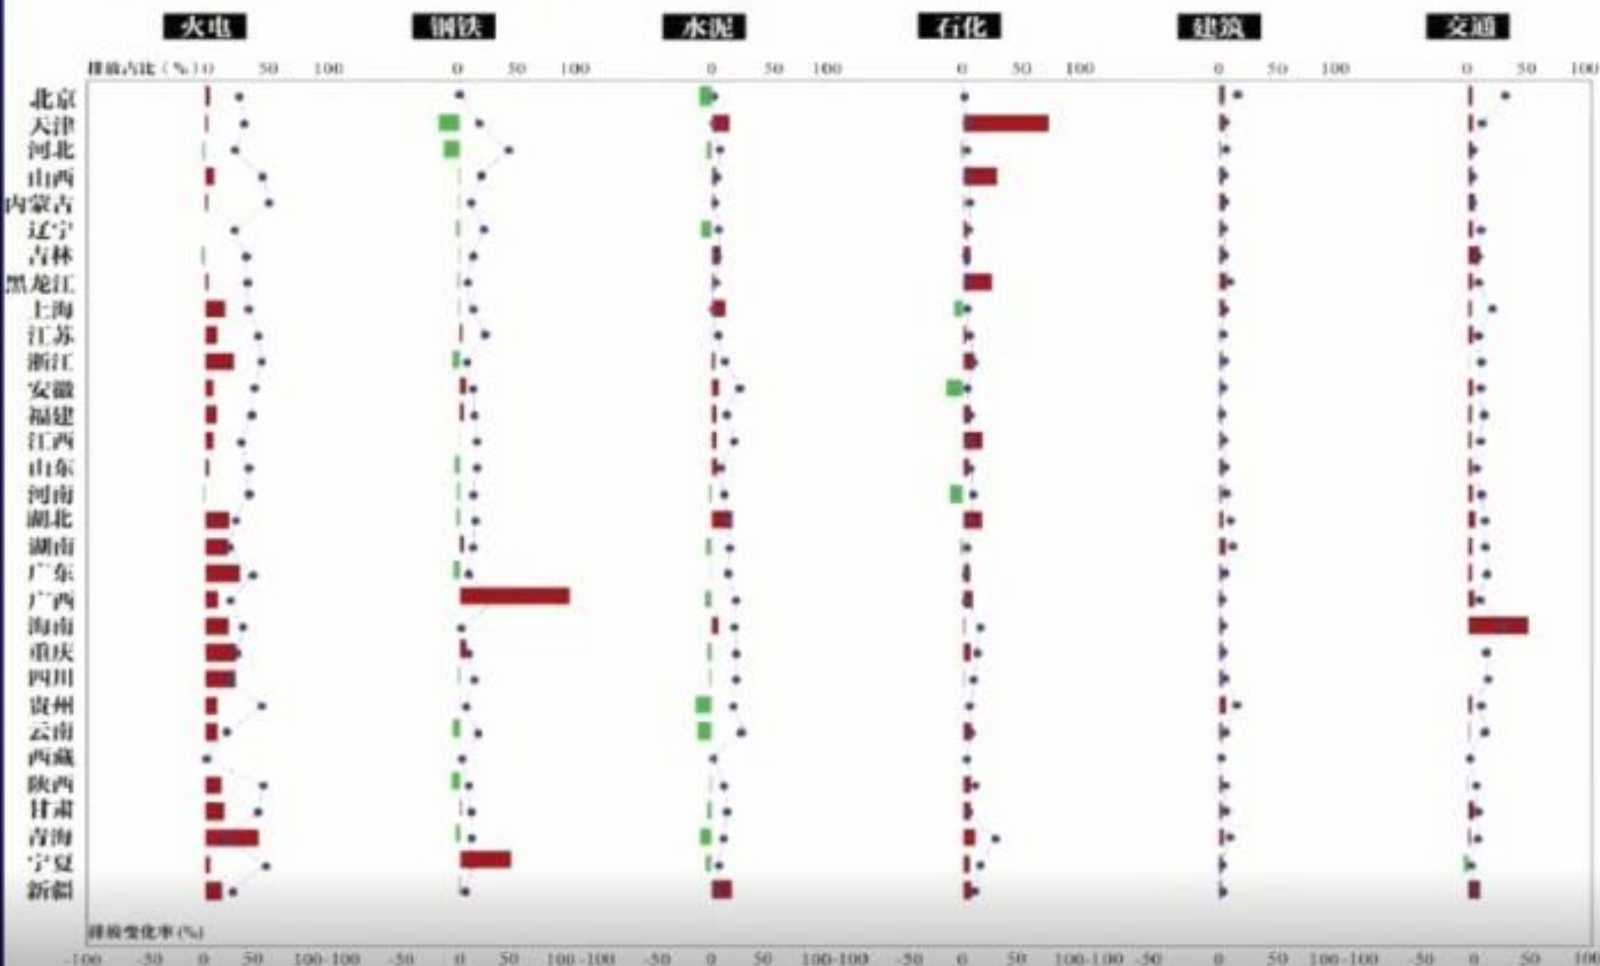 火电 钢铁 水泥 石化 建筑 交通
排放占比(%) 0 50 100 0 50 100 0 50 100 0 50 100 0 50 100 0 50 100
北京
天津
河北
山西
内蒙古
辽宁
吉林
黑龙江
上海
江苏
浙江
安徽
福建
江西
山东
河南
湖北
湖南
广东
广西
海南
重庆
四川
贵州
云南
西藏
陕西
甘肃
青海
宁夏
新疆
排放变化率(%)
-100 -50 0 50 100-100 -50 0 50 100-100 -50 0 50 100-100 -50 0 50 100-100 -50 0 50 100-100 -50 0 50 100